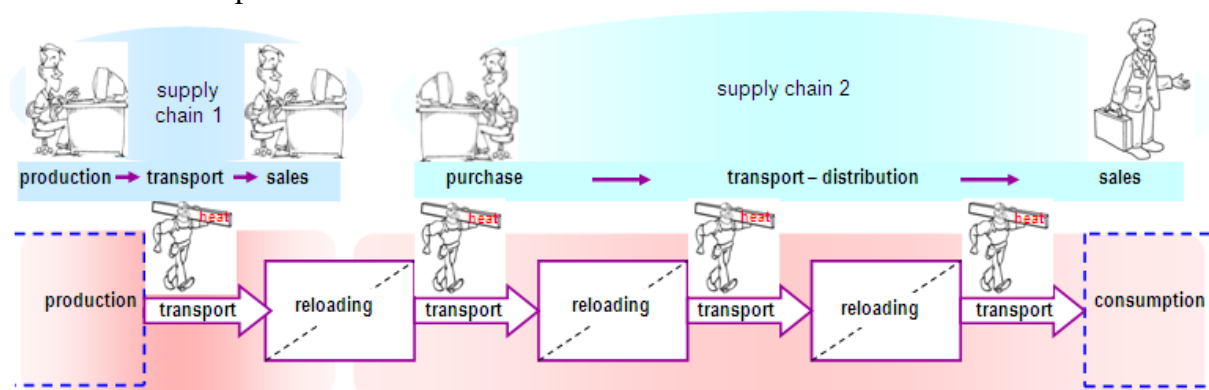 supply
chain 1
supply chain 2
production transport sales
purchase transport – distribution sales
heat heat heat heat
production transport reloading transport reloading transport reloading transport consumption